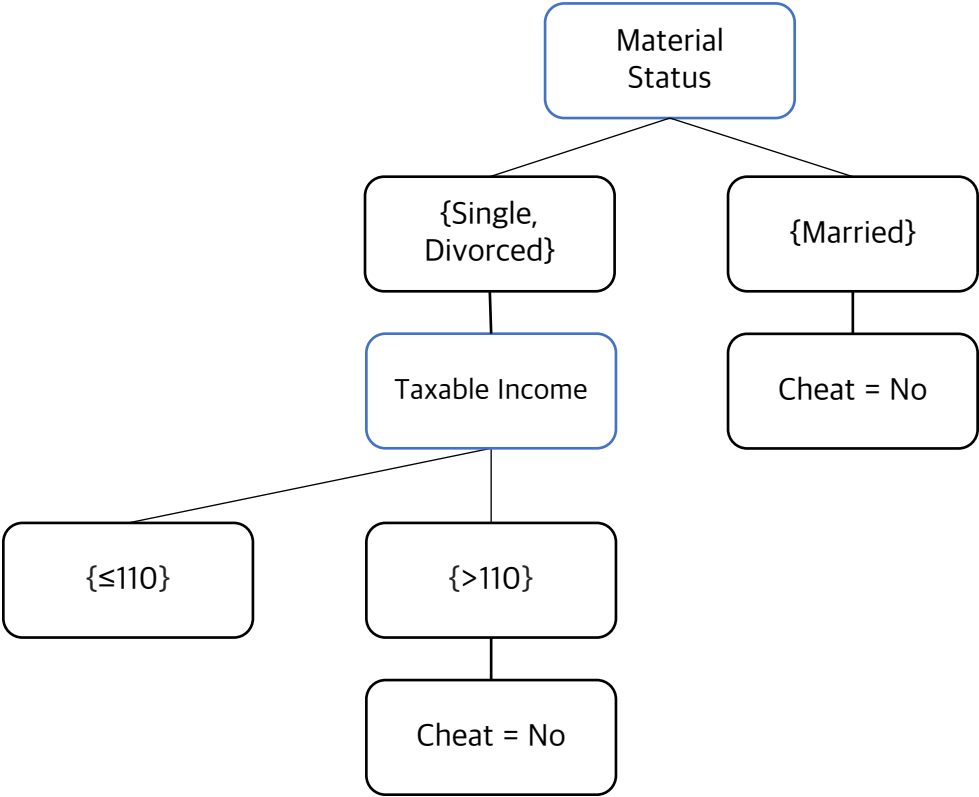 Material
Status
{Single,
Divorced}
{Married}
Taxable Income
Cheat = No
{≤110}
{>110}
Cheat = No